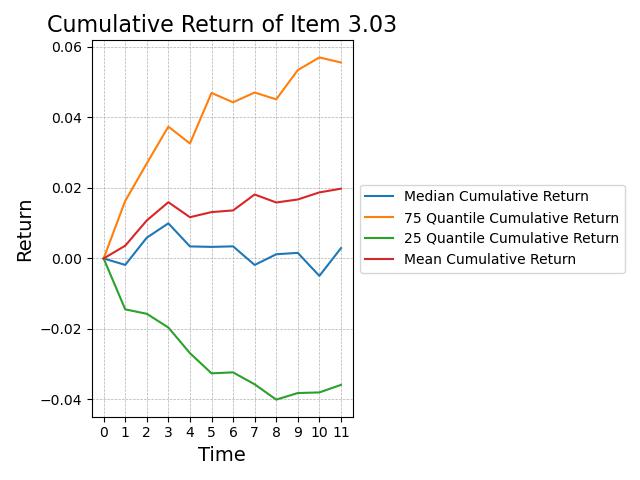 Cumulative Return of Item 3.03
0.06
0.04
0.02
0.00
−0.02
−0.04
Return
0 1 2 3 4 5 6 7 8 9 10 11
Time
Median Cumulative Return
75 Quantile Cumulative Return
25 Quantile Cumulative Return
Mean Cumulative Return